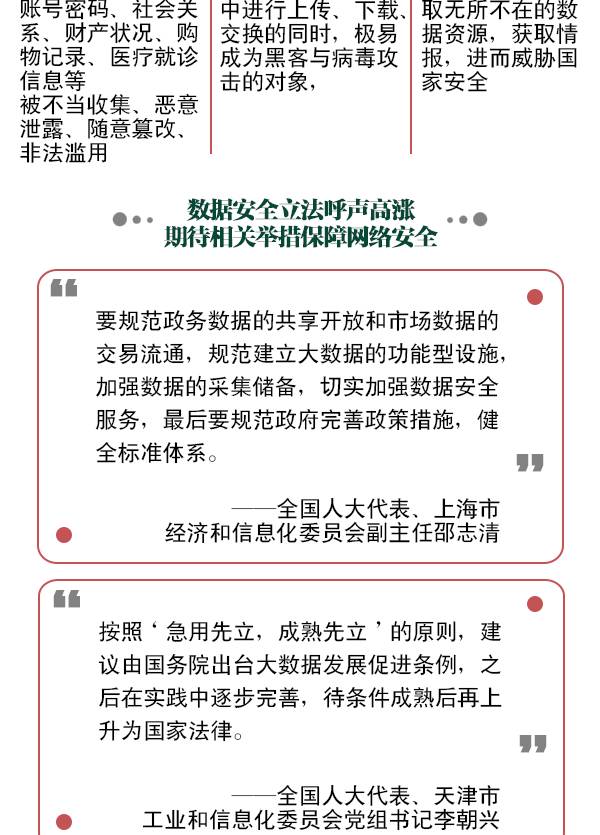 账号密码、社会关
系、财产状况、购
物记录、医疗就诊
信息等
被不当收集、恶意
泄露、随意篡改、
非法滥用
中进行上传、下载、
交换的同时，极易
成为黑客与病毒攻
击的对象，
取无所不在的数
据资源，获取情
报，进而威胁国
家安全
数据安全立法呼声高涨
期待相关举措保障网络安全
“
要规范政务数据的共享开放和市场数据的
交易流通，规范建立大数据的功能型设施，
加强数据的采集储备，切实加强数据安全
服务，最后要规范政府完善政策措施，健
全标准体系。
”
——全国人大代表、上海市
经济和信息化委员会副主任邵志清
“
按照‘急用先立，成熟先立’的原则，建
议由国务院出台大数据发展促进条例，之
后在实践中逐步完善，待条件成熟后再上
升为国家法律。
”
——全国人大代表、天津市
工业和信息化委员会党组书记李朝兴